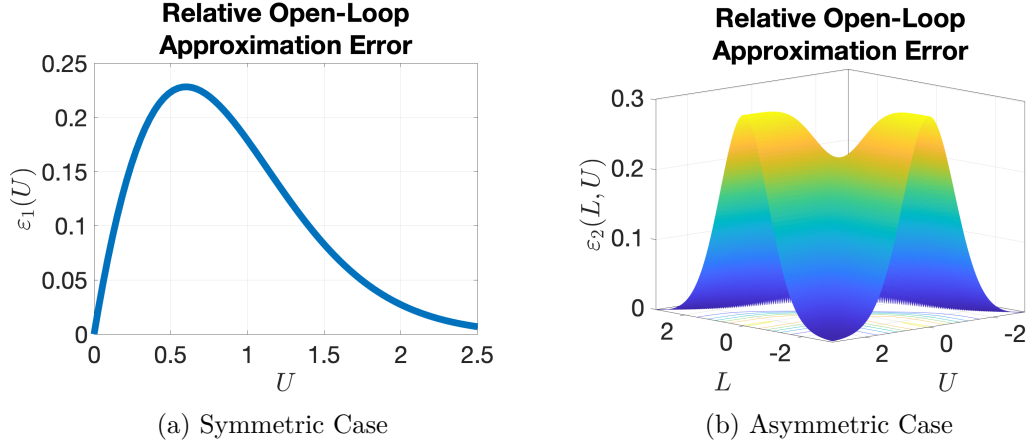 Relative Open-Loop
Approximation Error
0.25
0.2
0.15
0.1
0.05
0
ε₁(U)
0 0.5 1 1.5 2 2.5
U
(a) Symmetric Case
Relative Open-Loop
Approximation Error
0.3
0.2
0.1
0
ε₂(L, U)
2 0 -2
L
2 0 -2
U
(b) Asymmetric Case